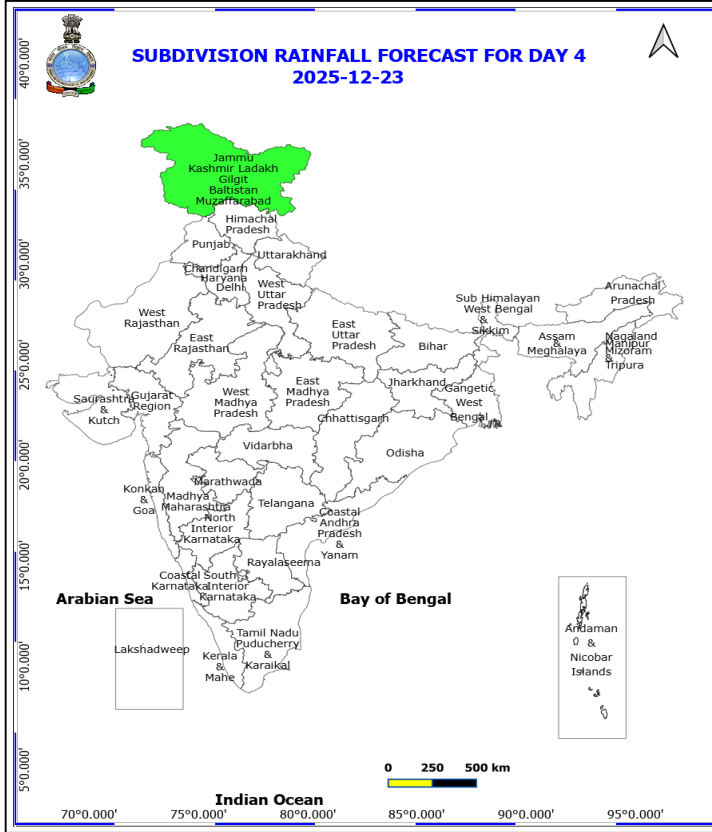 SUBDIVISION RAINFALL FORECAST FOR DAY 4
2025-12-23
40°0.000'
35°0.000'
30°0.000'
25°0.000'
20°0.000'
15°0.000'
10°0.000'
5°0.000'
Jammu
Kashmir Ladakh
Gilgit
Baltistan
Muzaffarabad
Himachal
Pradesh
Punjab
Uttarakhand
Chandigarh
Haryana
Delhi
West
Uttar
Pradesh
West
Rajasthan
East
Rajasthan
East
Uttar
Pradesh
Bihar
Sub Himalayan
West Bengal
&
Sikkim
Arunachal
Pradesh
Assam
&
Meghalaya
Nagaland
Manipur
Mizoram
&
Tripura
Saurashtra
&
Kutch
Gujarat
Region
West
Madhya
Pradesh
East
Madhya
Pradesh
Jharkhand
Gangetic
West
Bengal
Chhattisgarh
Odisha
Vidarbha
Konkan
&
Goa
Madhya
Maharashtra
Marathwada
Telangana
North
Interior
Karnataka
Coastal
Andhra
Pradesh
&
Yanam
Rayalaseema
Coastal
Karnataka
South
Interior
Karnataka
Arabian Sea
Bay of Bengal
Lakshadweep
Kerala
&
Mahe
Tamil Nadu
Puducherry
&
Karaikal
Andaman
&
Nicobar
Islands
0 250 500 km
Indian Ocean
70°0.000' 75°0.000' 80°0.000' 85°0.000' 90°0.000' 95°0.000'